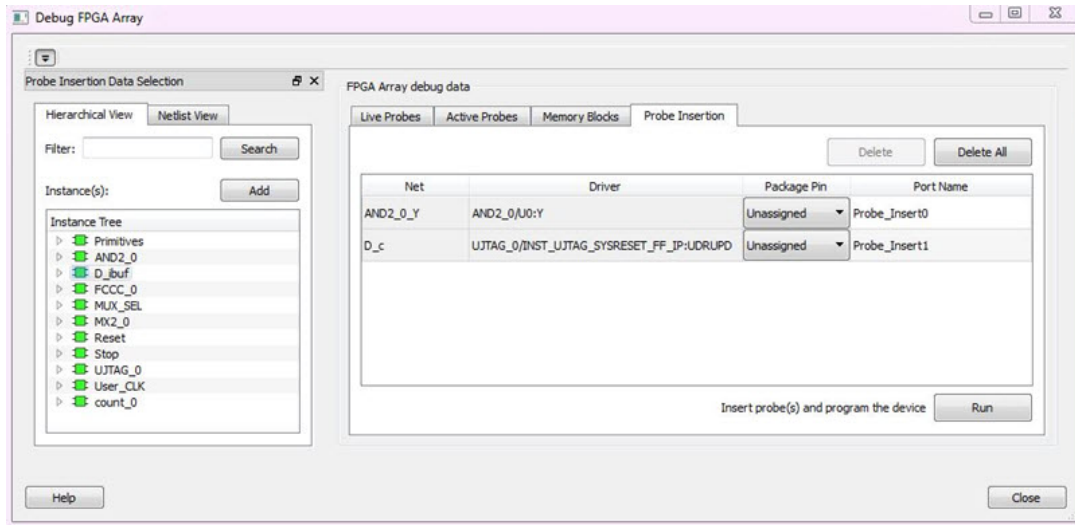 Debug FPGA Array
Probe Insertion Data Selection
Hierarchical View Netlist View
Filter: Search
Instance(s): Add
Instance Tree
Primitives
AND2_0
D_ibuf
FCCC_0
MUX_SEL
MX2_0
Reset
Stop
UJTAG_0
User_CLK
count_0
FPGA Array debug data
Live Probes Active Probes Memory Blocks Probe Insertion
Delete Delete All
Net Driver Package Pin Port Name
AND2_0_Y AND2_0/U0:Y Unassigned Probe_Insert0
D_c UJTAG_0/INST_UJTAG_SYSRESET_FF_IP:UDRUPD Unassigned Probe_Insert1
Insert probe(s) and program the device Run
Help Close